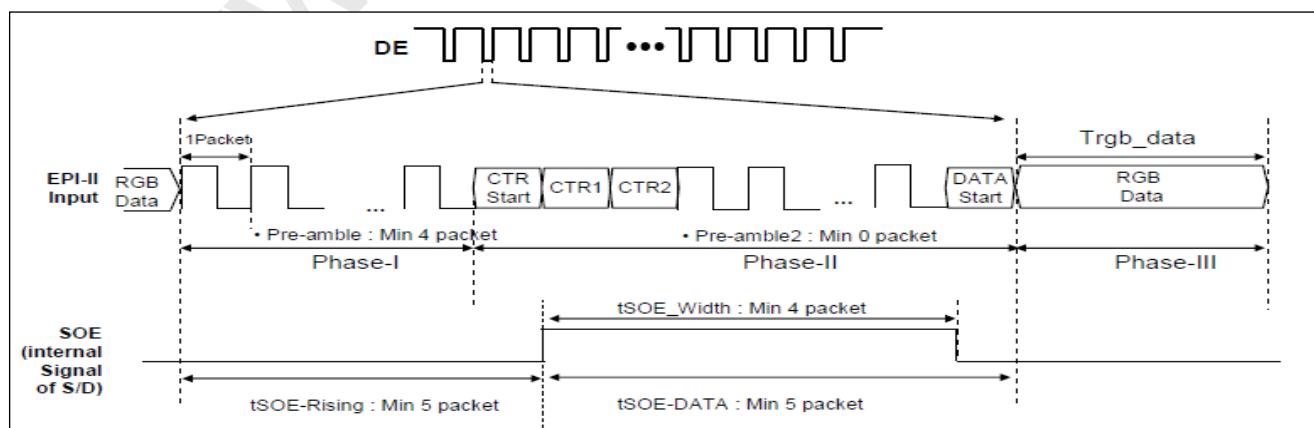 DE
1Packet
Trgb_data
EPI-II
Input
RGB
Data
...
CTR
Start
CTR1
CTR2
...
DATA
Start
RGB
Data
• Pre-amble : Min 4 packet
• Pre-amble2 : Min 0 packet
Phase-I
Phase-II
Phase-III
tSOE_Width : Min 4 packet
SOE
(internal
Signal
of S/D)
tSOE-Rising : Min 5 packet
tSOE-DATA : Min 5 packet